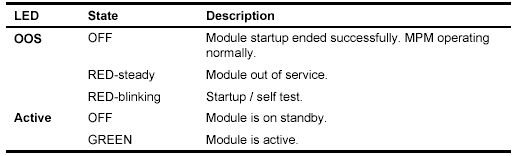 LED State Description
OOS OFF Module startup ended successfully. MPM operating
normally.
RED-steady Module out of service.
RED-blinking Startup / self test.
Active OFF Module is on standby.
GREEN Module is active.